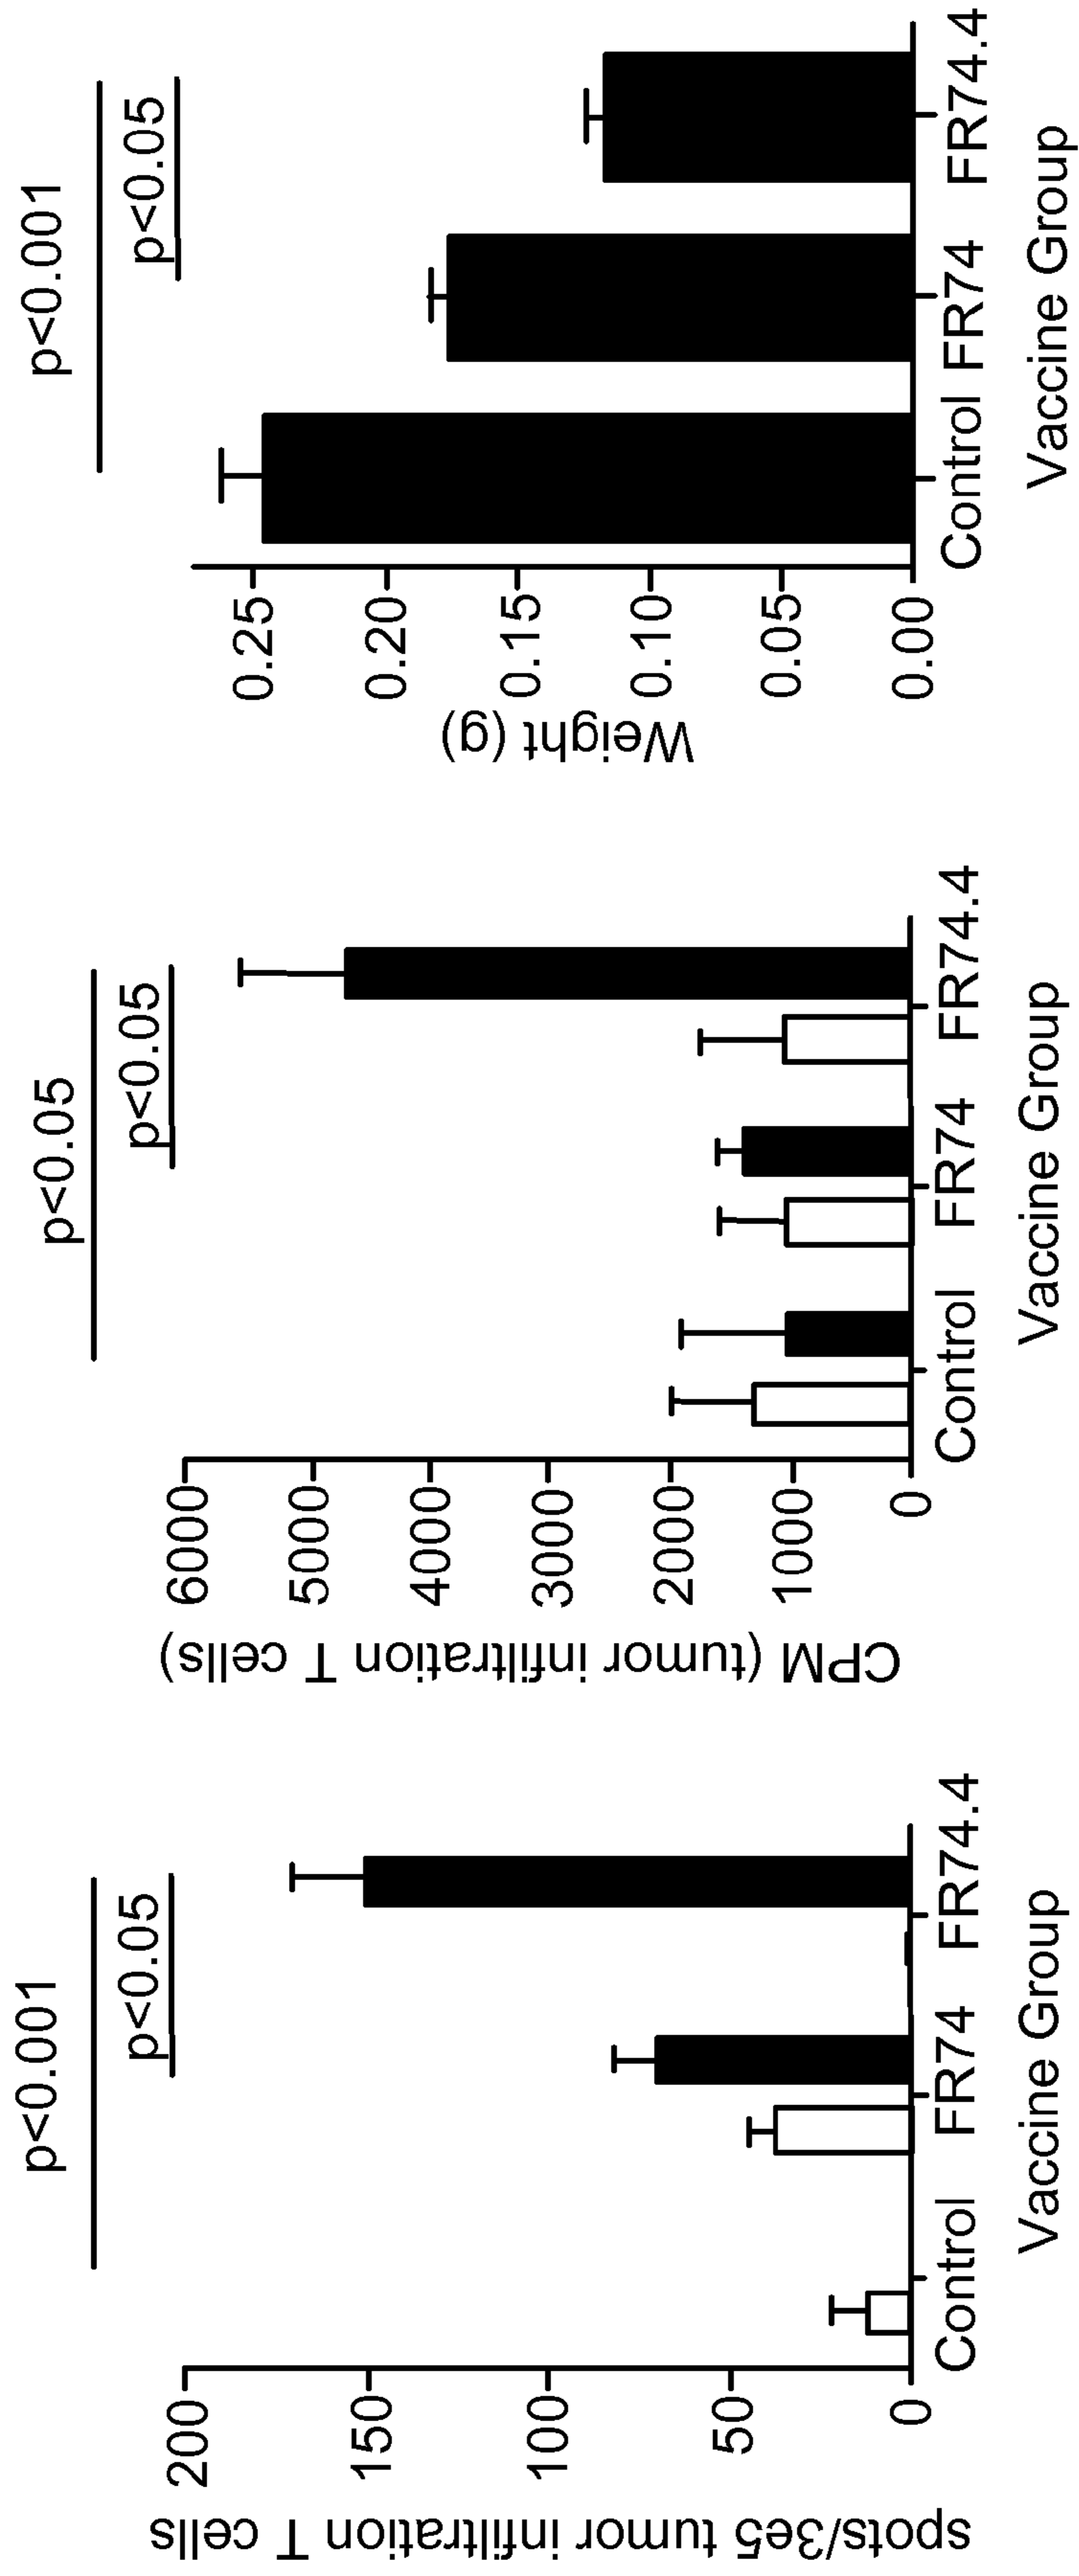 spots/3e5 tumor infiltration T cells
200
150
100
50
0
p<0.001
p<0.05
Control FR74 FR74.4
Vaccine Group
CPM (tumor infiltration T cells)
6000
5000
4000
3000
2000
1000
0
p<0.05
p<0.05
Control FR74 FR74.4
Vaccine Group
Weight (g)
0.25
0.20
0.15
0.10
0.05
0.00
p<0.001
p<0.05
Control FR74 FR74.4
Vaccine Group